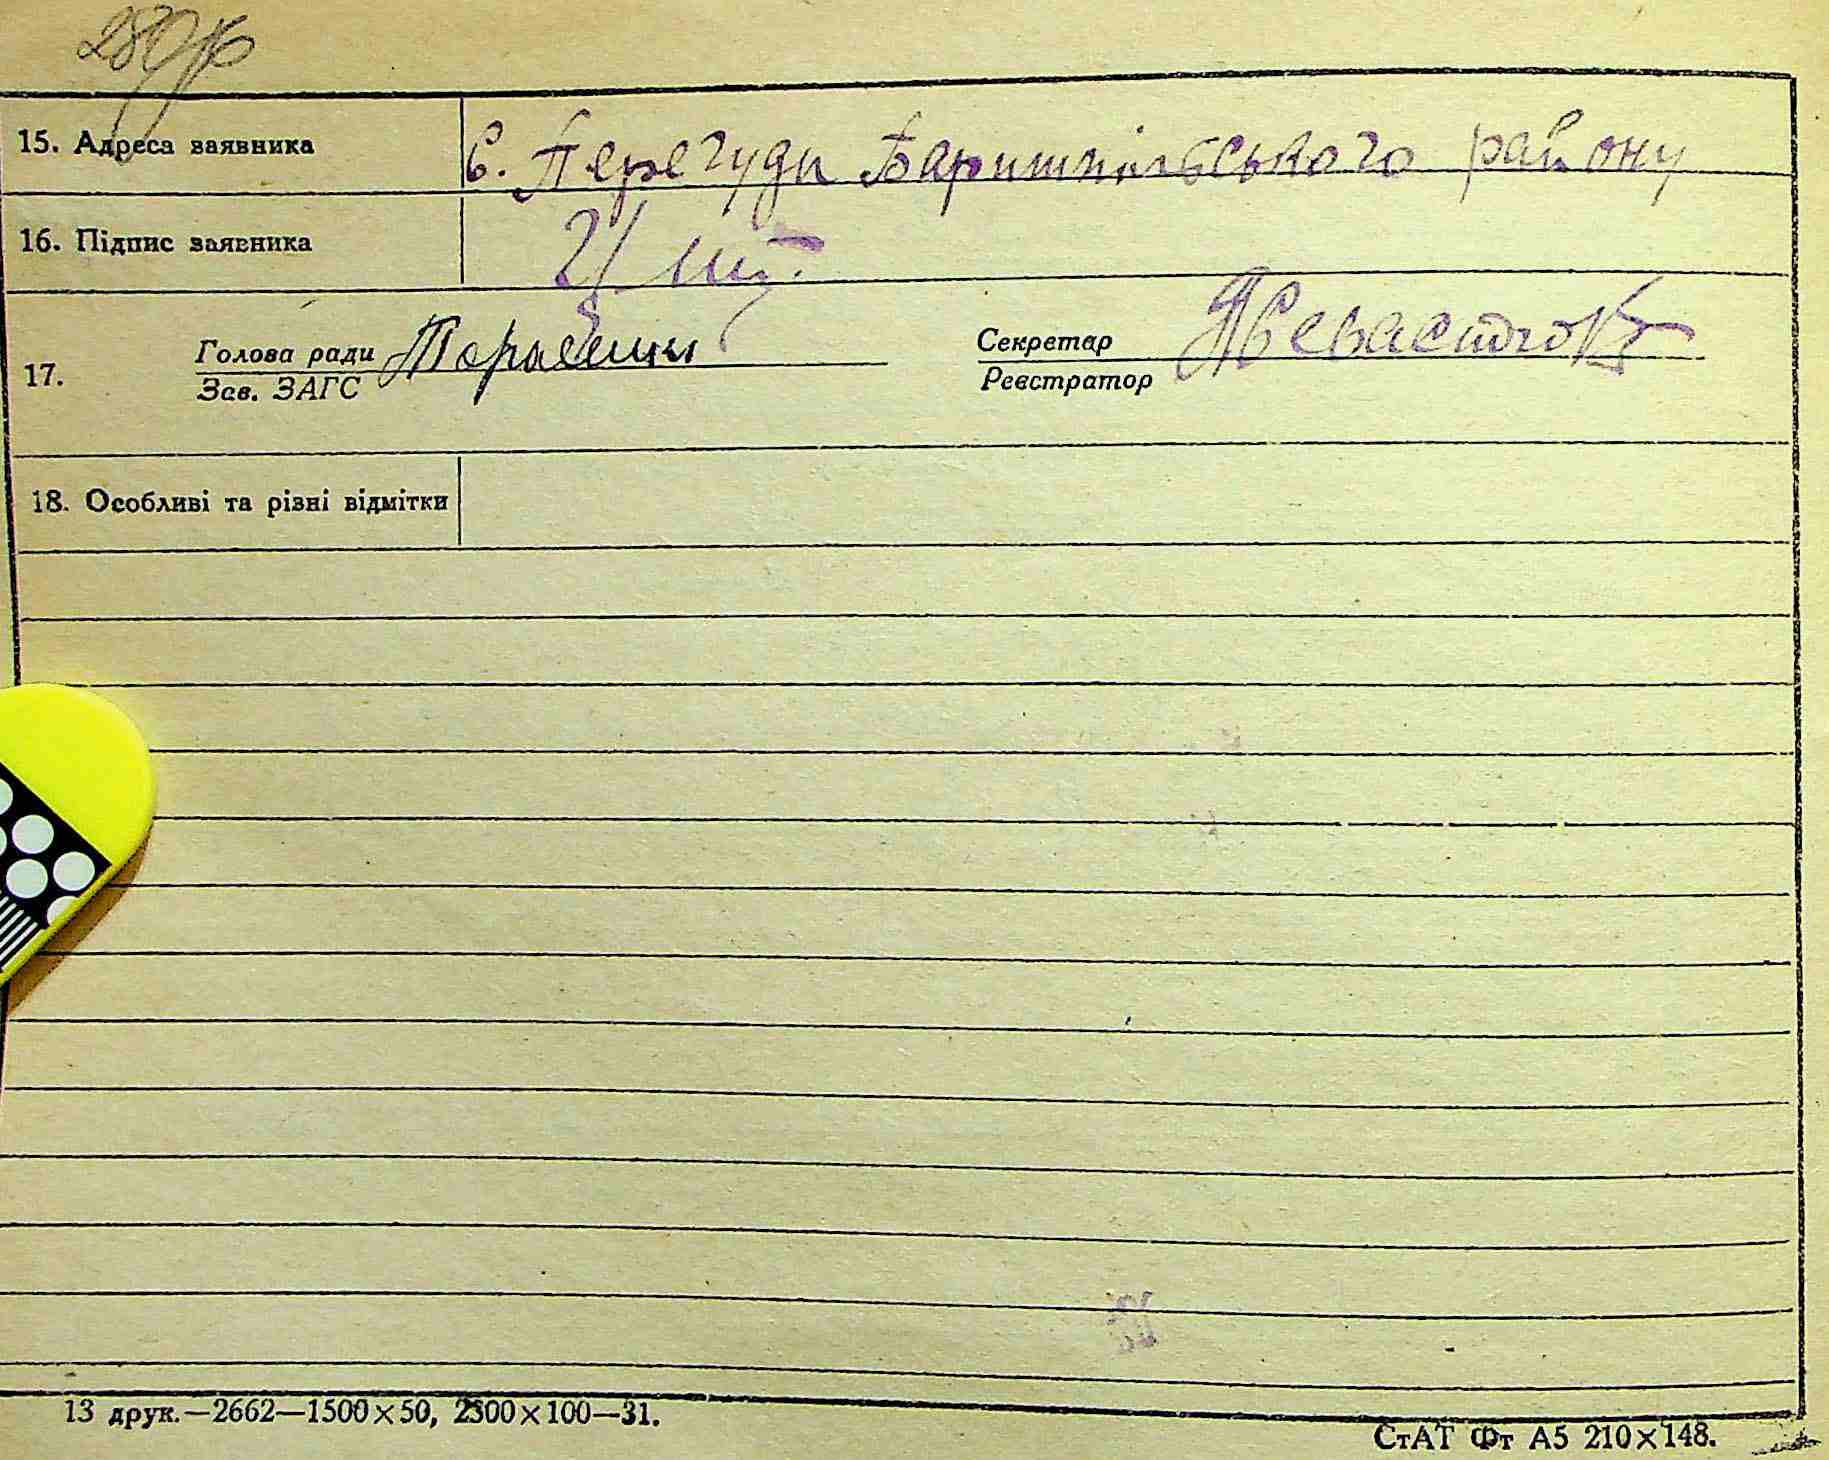 15. Адреса заявника с. Перегуди Баришпільського району
16. Підпис заявника
Голова ради Секретар
17.
Зав. ЗАГС Реєстратор
18. Особливі та різні відмітки
13 друк.—2662—1500×50, 2300×100—31.
СтАТ Фт А5 210×148.